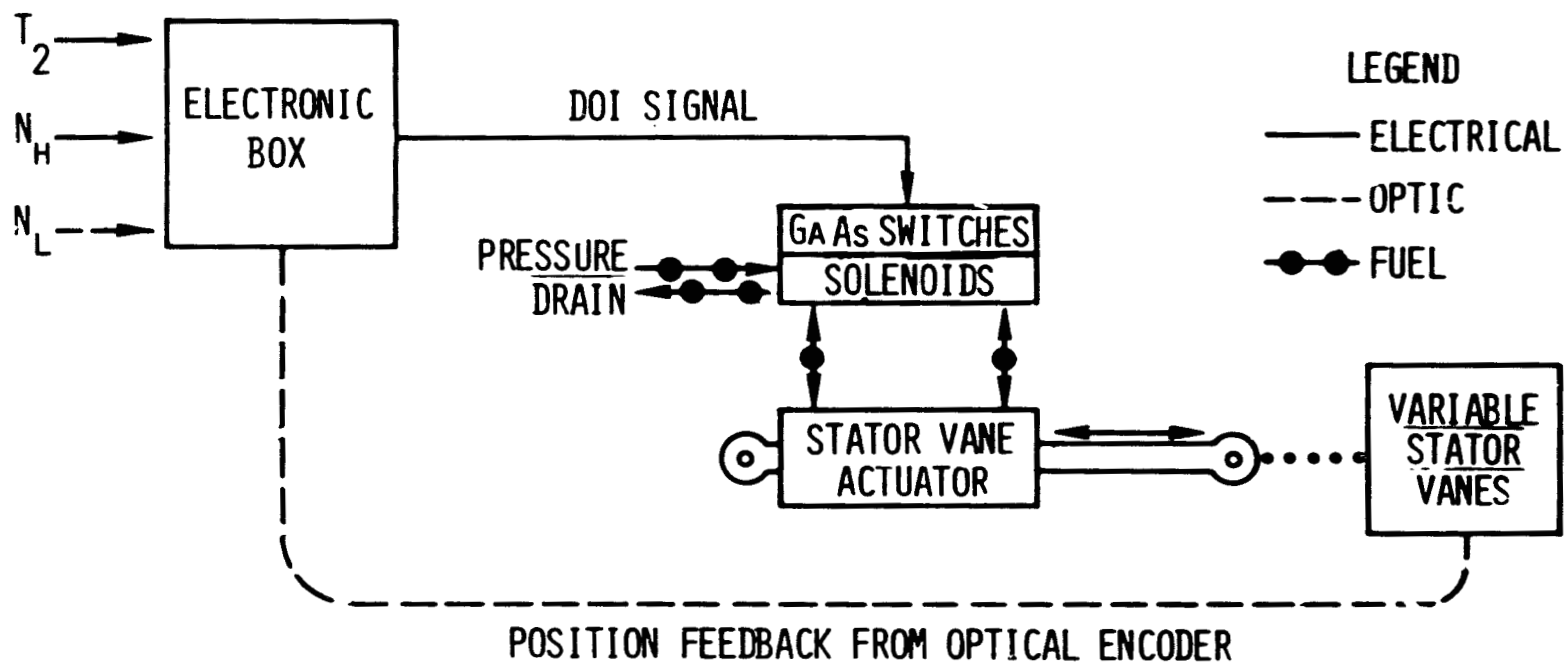 T2
NH
NL
ELECTRONIC
BOX
DOI SIGNAL
LEGEND
ELECTRICAL
OPTIC
FUEL
GAAS SWITCHES
SOLENOIDS
PRESSURE
DRAIN
STATOR VANE
ACTUATOR
VARIABLE
STATOR
VANES
POSITION FEEDBACK FROM OPTICAL ENCODER